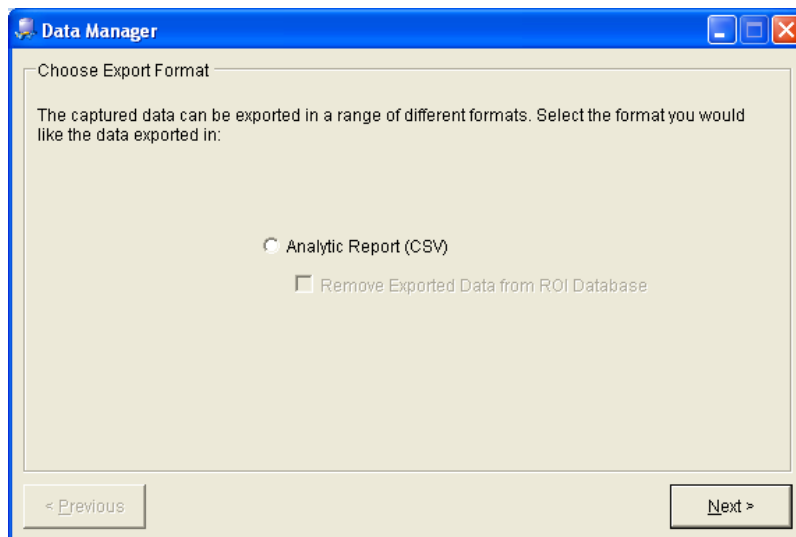 Data Manager
Choose Export Format
The captured data can be exported in a range of different formats. Select the format you would
like the data exported in:
Analytic Report (CSV)
Remove Exported Data from ROI Database
< Previous
Next >